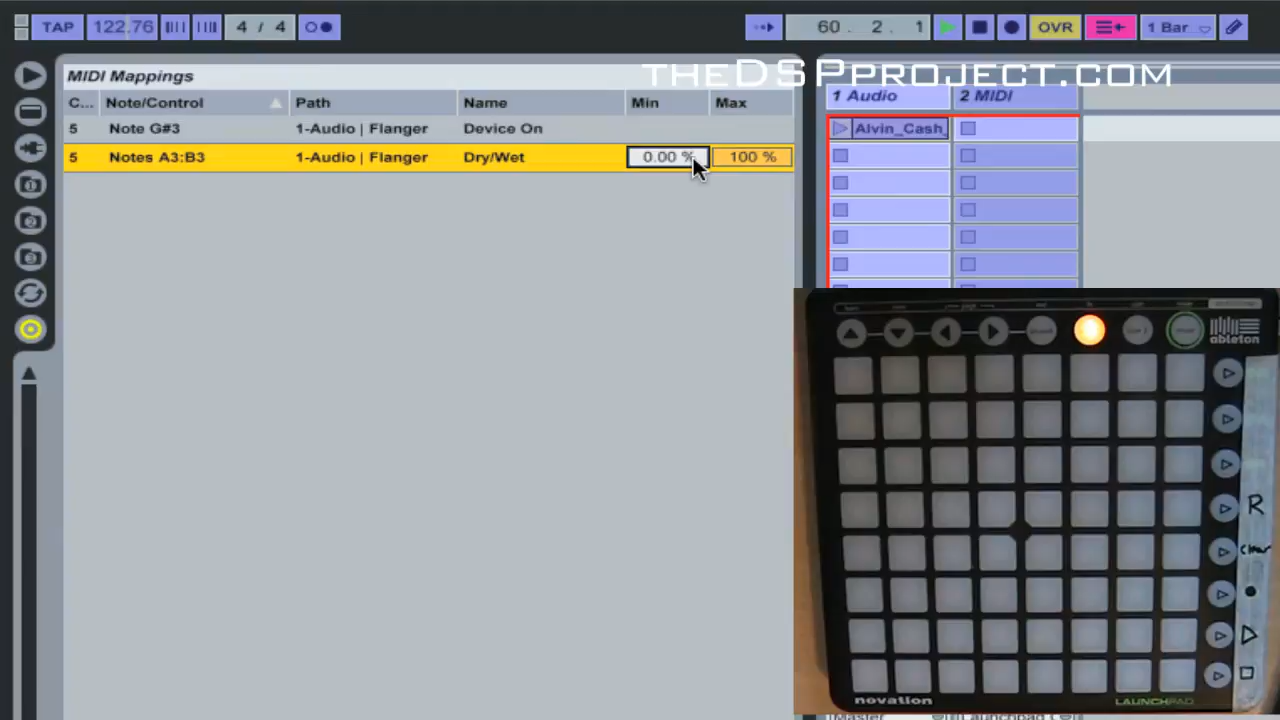 TAP 122.76 4 / 4 60 . 2 . 1 OVR 1 Bar
MIDI Mappings
theDSPproject.com
C... Note/Control Path Name Min Max
1 Audio 2 MIDI
5 Note G#3 1-Audio | Flanger Device On
Alvin_Cash_
5 Notes A3:B3 1-Audio | Flanger Dry/Wet 0.00 % 100 %
ableton
R
Clear
novation LAUNCHPAD